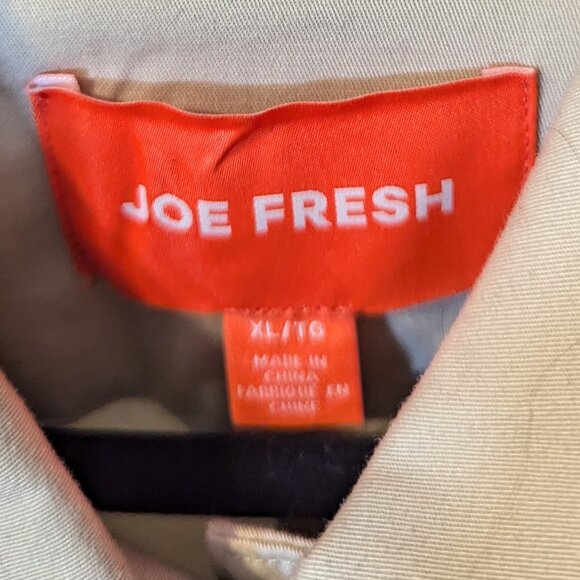 JOE FRESH
XL/TG
MADE IN
CHINA
FABRIQUÉ EN
CHINE